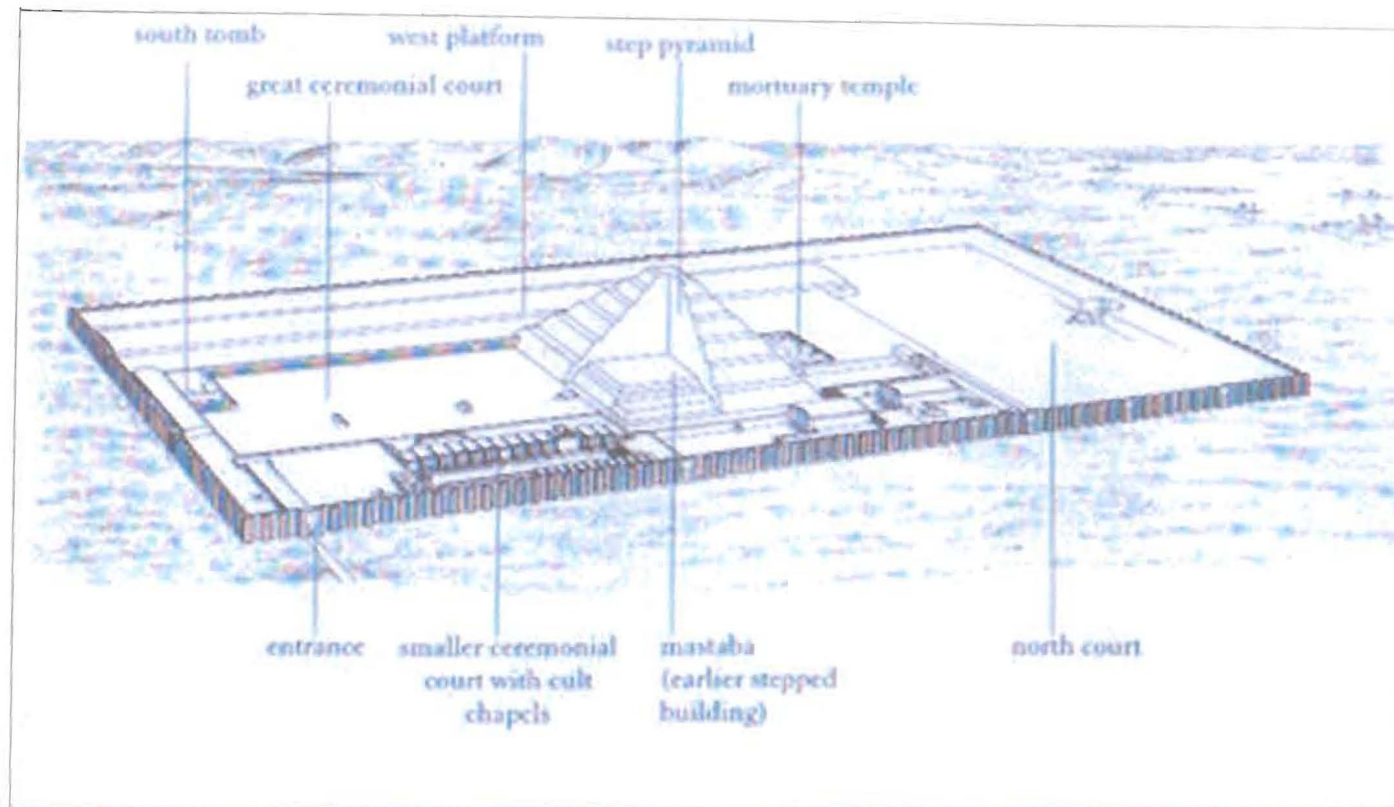 south tomb
west platform
step pyramid
great ceremonial court
mortuary temple
entrance
smaller ceremonial
court with cult
chapels
mastaba
(earlier stepped
building)
north court